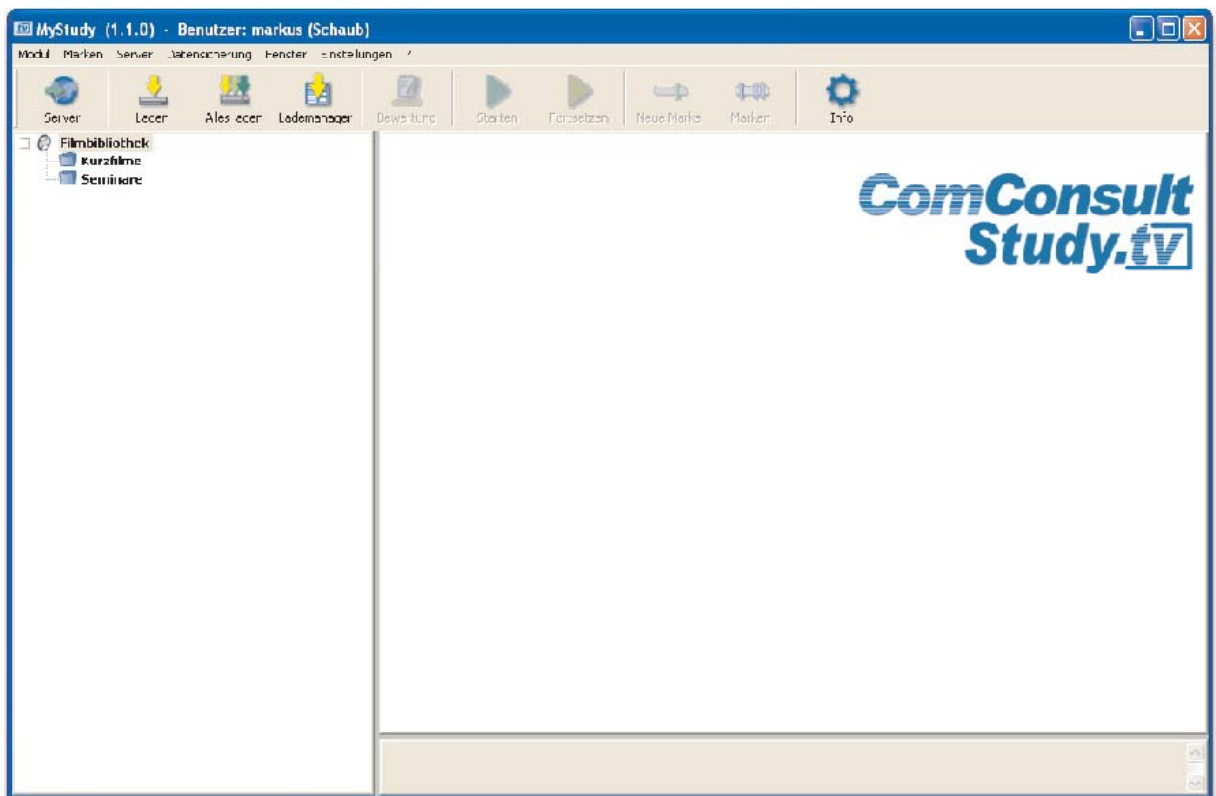 MyStudy (1.1.0) - Benutzer: markus (Schaub)
Modul Marken Server Datensicherung Fenster Einstellungen ?
Server Laden Alles laden Lademanager Bewertung Starten Fortsetzen Neue Marke Marken Info
Filmbibliothek
Kurzfilme
Seminare
ComConsult
Study.tv